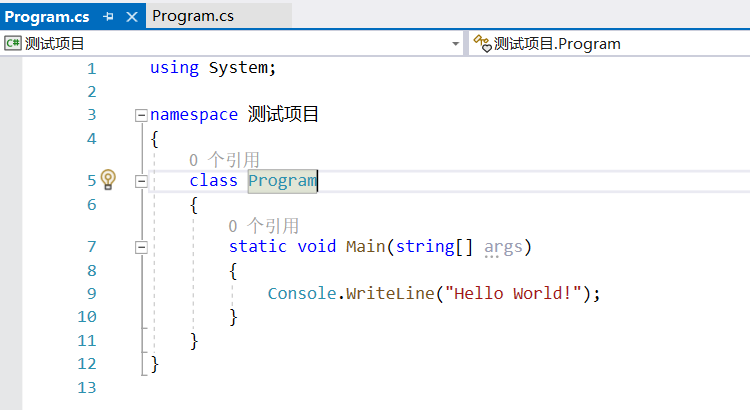 Program.cs Program.cs
C# 测试项目 测试项目.Program
1 using System;
2
3 namespace 测试项目
4 {
0 个引用
5 class Program
6 {
0 个引用
7 static void Main(string[] args)
8 {
9 Console.WriteLine("Hello World!");
10 }
11 }
12 }
13